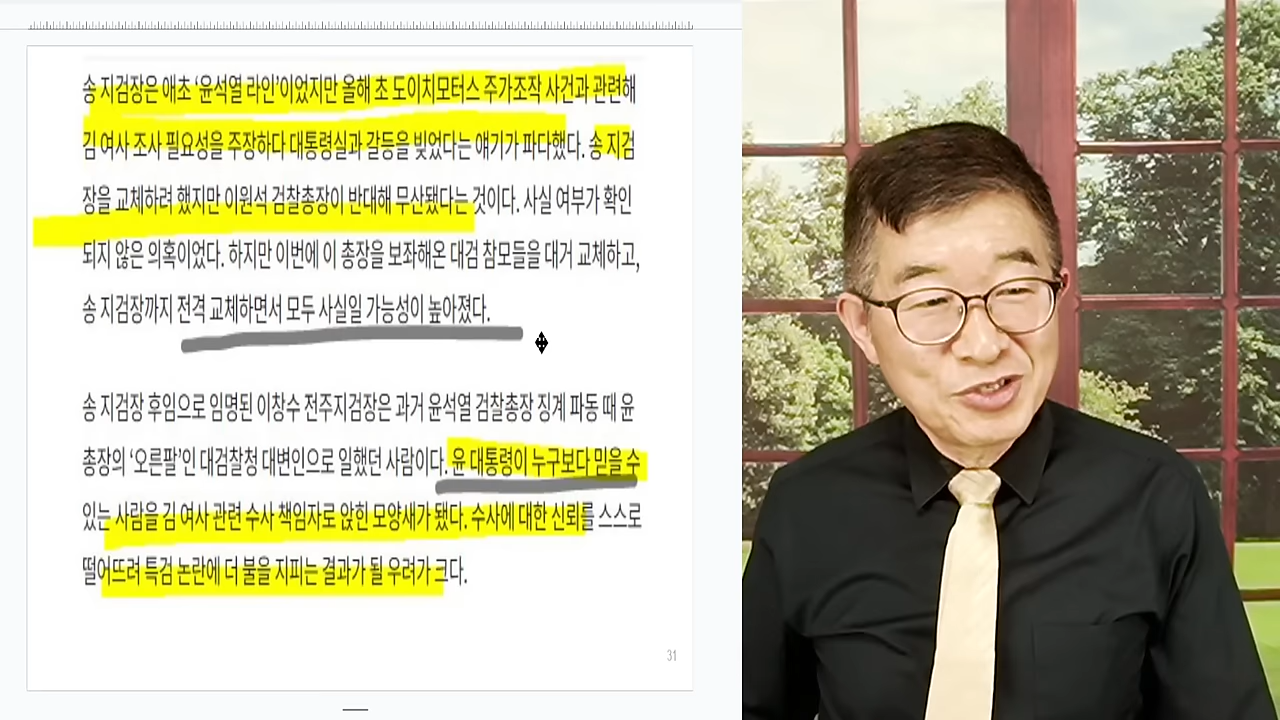 송 지검장은 애초 ‘윤석열 라인’이었지만 올해 초 도이치모터스 주가조작 사건과 관련해
김 여사 조사 필요성을 주장하다 대통령실과 갈등을 빚었다는 얘기가 파다했다. 송 지검
장을 교체하려 했지만 이원석 검찰총장이 반대해 무산됐다는 것이다. 사실 여부가 확인
되지 않은 의혹이었다. 하지만 이번에 이 총장을 보좌해온 대검 참모들을 대거 교체하고,
송 지검장까지 전격 교체하면서 모두 사실일 가능성이 높아졌다.
송 지검장 후임으로 임명된 이창수 전주지검장은 과거 윤석열 검찰총장 징계 파동 때 윤
총장의 ‘오른팔’인 대검찰청 대변인으로 일했던 사람이다. 윤 대통령이 누구보다 믿을 수
있는 사람을 김 여사 관련 수사 책임자로 앉힌 모양새가 됐다. 수사에 대한 신뢰를 스스로
떨어뜨려 특검 논란에 더 불을 지피는 결과가 될 우려가 크다.
31